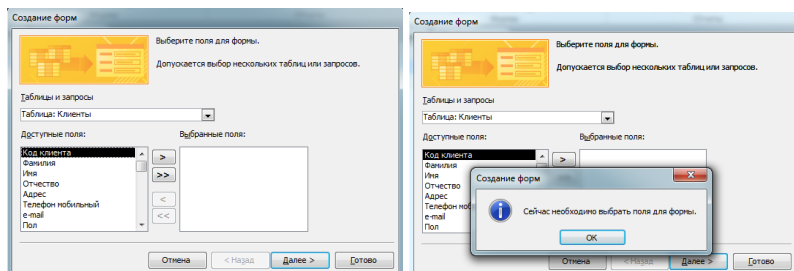 Создание форм
Выберите поля для формы.
Допускается выбор нескольких таблиц или запросов.
Таблицы и запросы
Таблица: Клиенты
Доступные поля:
Выбранные поля:
Код клиента
Фамилия
Имя
Отчество
Адрес
Телефон мобильный
e-mail
Пол
>
>>
<
<<
Отмена
< Назад
Далее >
Готово
Создание форм
Выберите поля для формы.
Допускается выбор нескольких таблиц или запросов.
Таблицы и запросы
Таблица: Клиенты
Доступные поля:
Выбранные поля:
Код клиента
Фамилия
Имя
Отчество
Адрес
Телефон моб
e-mail
Пол
>
Создание форм
Сейчас необходимо выбрать поля для формы.
OK
Отмена
< Назад
Далее >
Готово